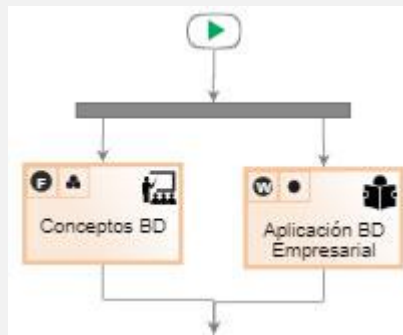 F
Conceptos BD
W
Aplicación BD
Empresarial